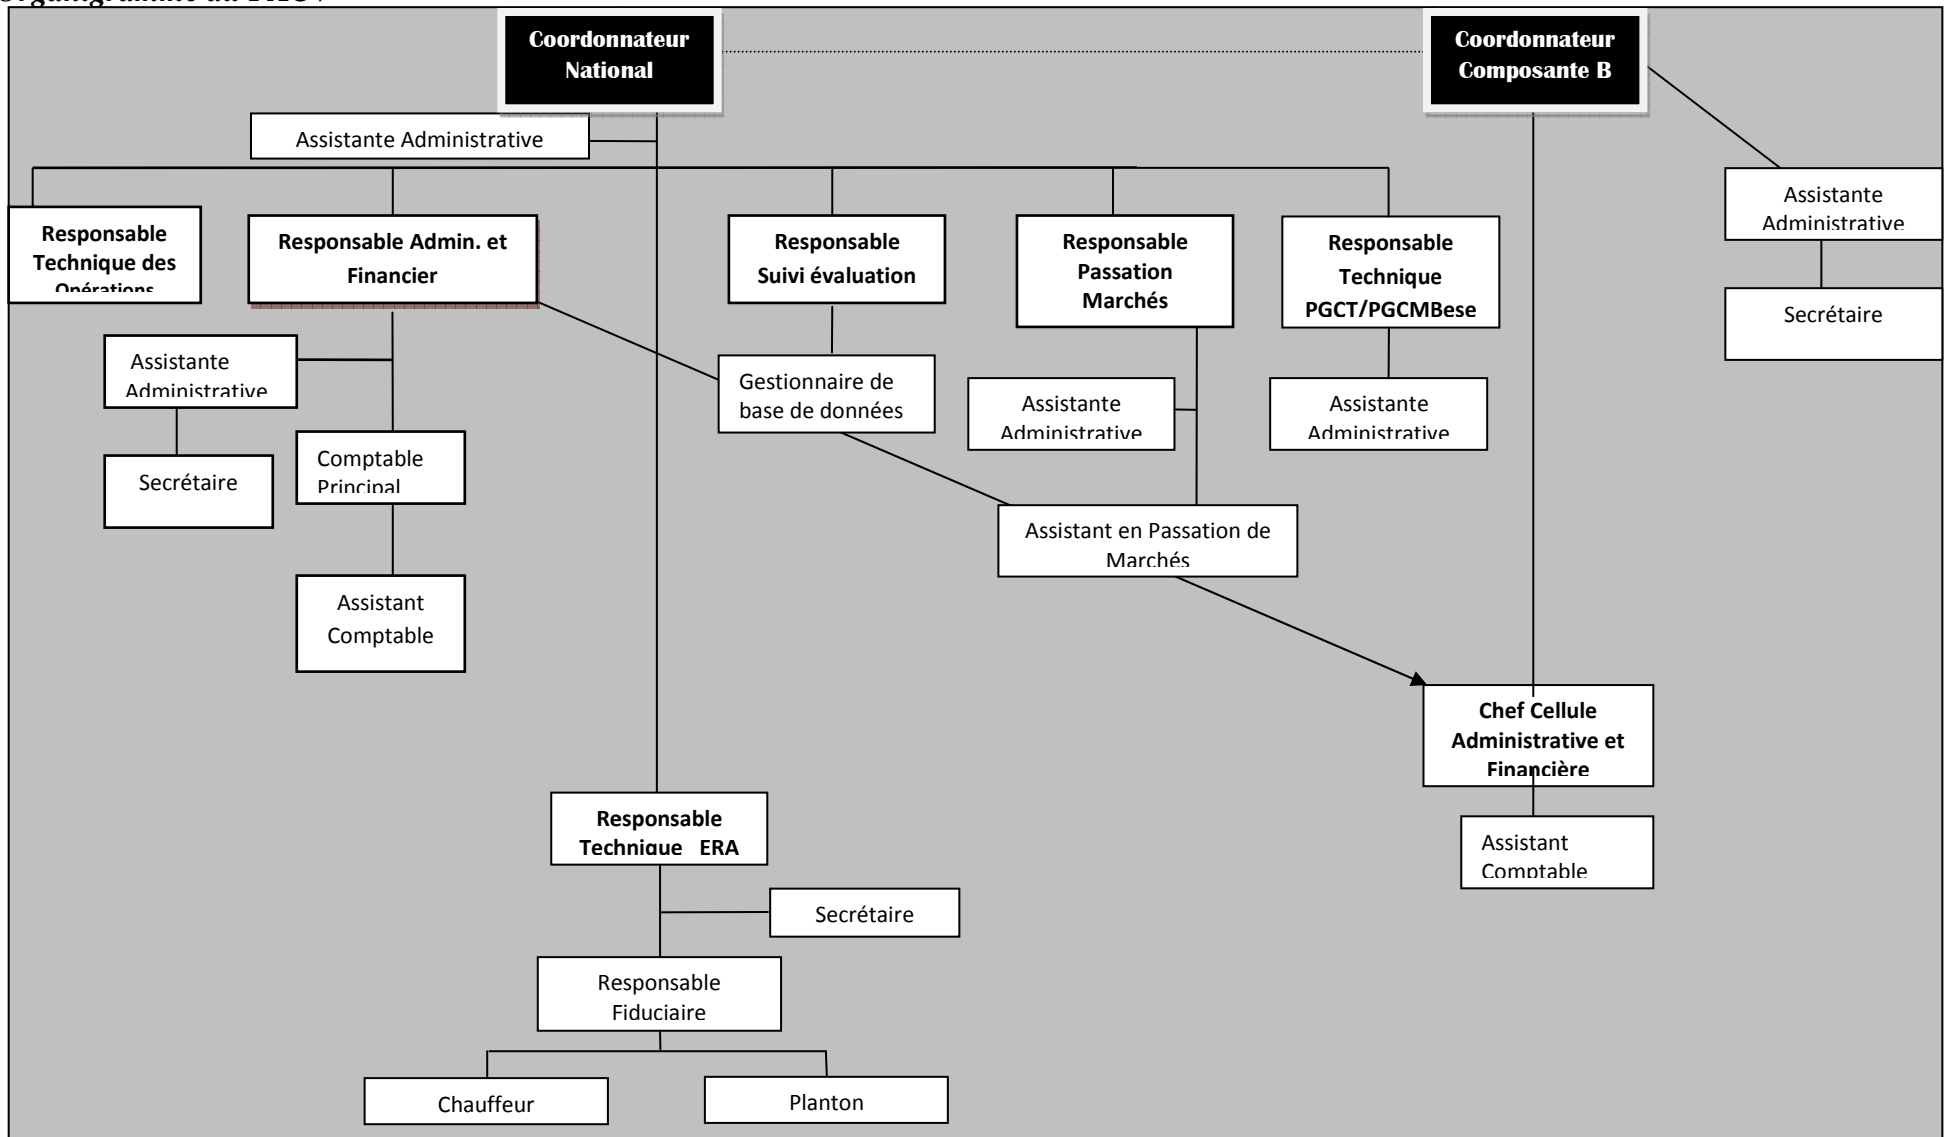 Coordonnateur
National
Coordonnateur
Composante B
Assistante Administrative
Responsable
Technique des
Opérations
Responsable Admin. et
Financier
Responsable
Suivi évaluation
Responsable
Passation
Marchés
Responsable
Technique
PGCT/PGCMBese
Assistante
Administrative
Secrétaire
Assistante
Administrative
Secrétaire
Comptable
Principal
Assistant
Comptable
Gestionnaire de
base de données
Assistante
Administrative
Assistante
Administrative
Assistant en Passation de
Marchés
Chef Cellule
Administrative et
Financière
Assistant
Comptable
Responsable
Technique ERA
Secrétaire
Responsable
Fiduciaire
Chauffeur
Planton